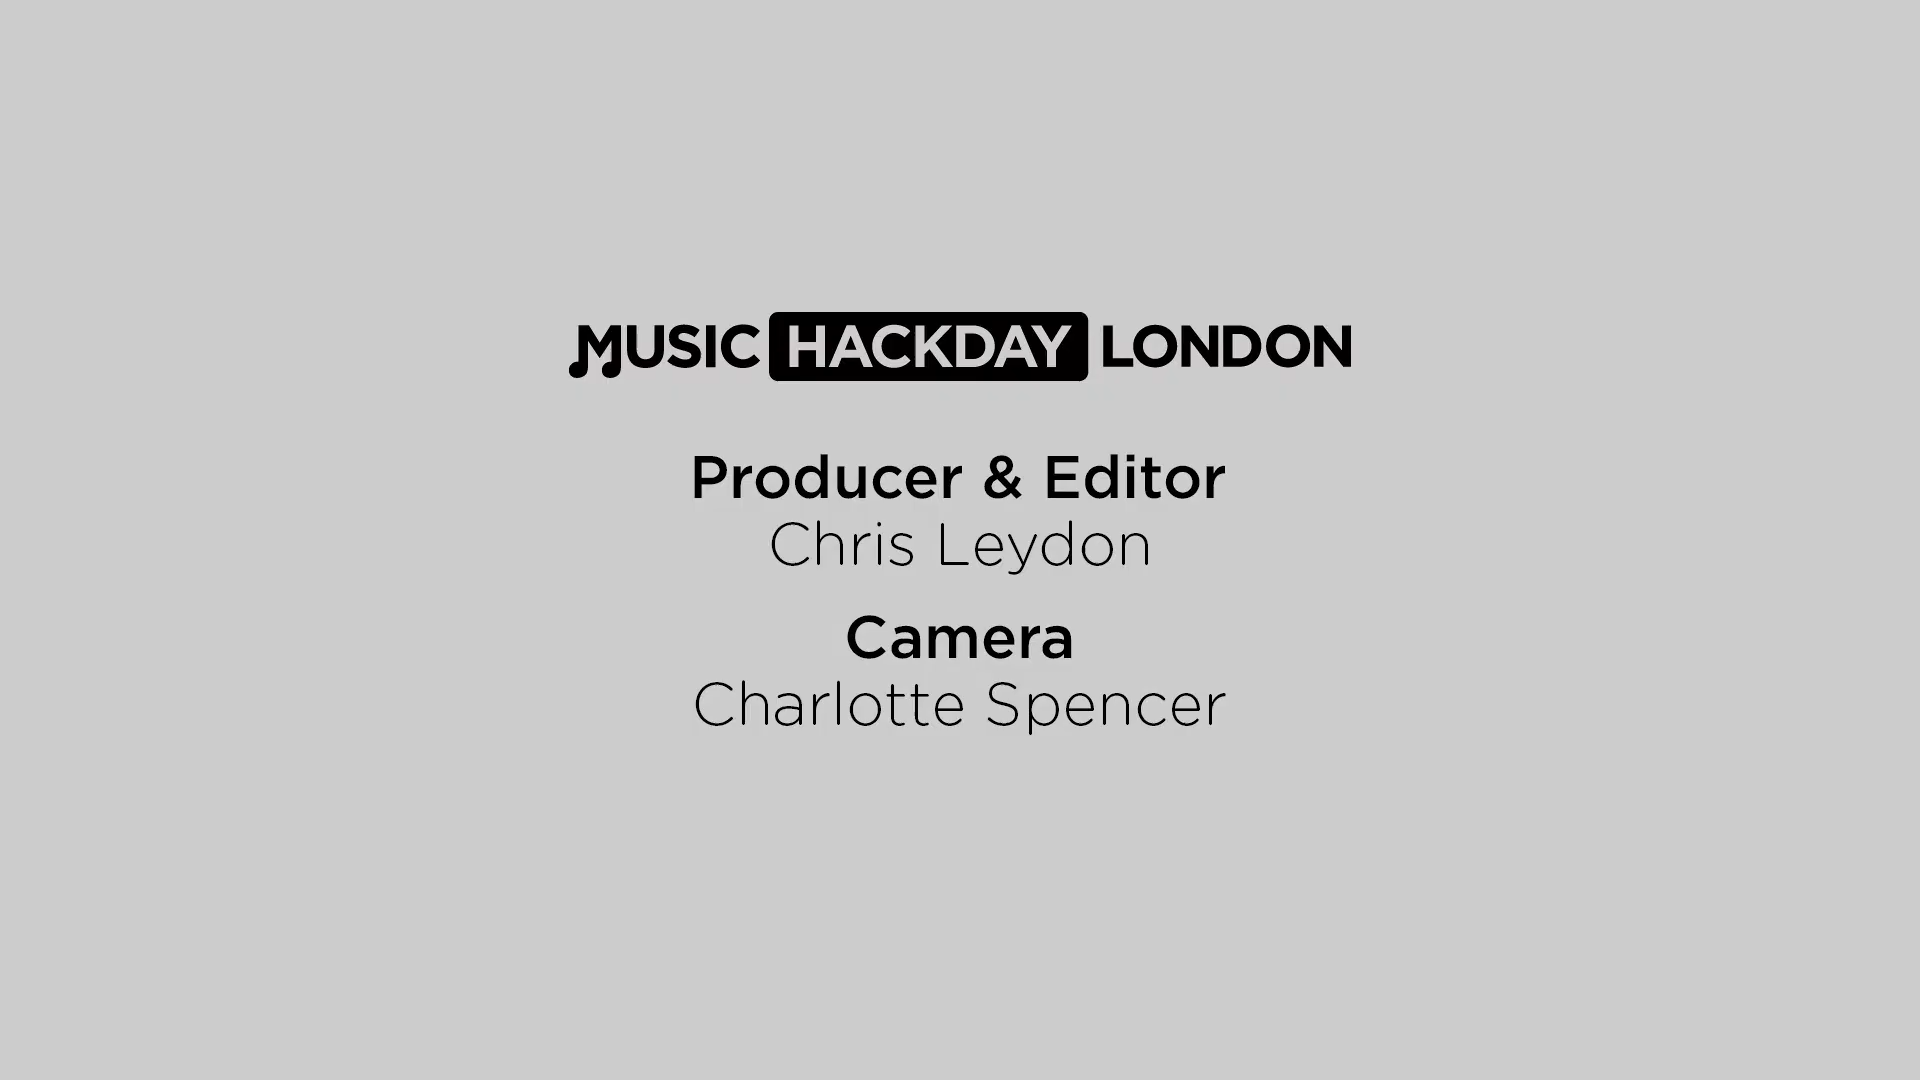 MUSIC HACKDAY LONDON
Producer & Editor
Chris Leydon
Camera
Charlotte Spencer